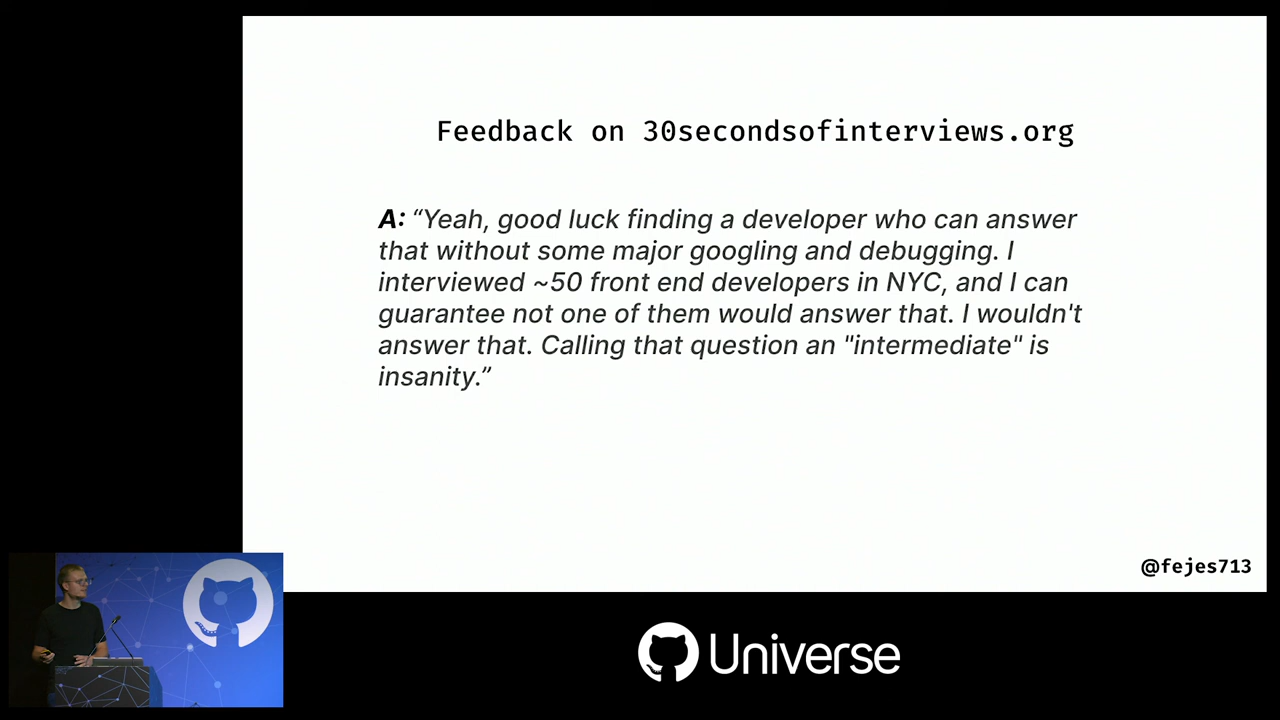 Feedback on 30secondsofinterviews.org
A: “Yeah, good luck finding a developer who can answer
that without some major googling and debugging. I
interviewed ~50 front end developers in NYC, and I can
guarantee not one of them would answer that. I wouldn't
answer that. Calling that question an "intermediate" is
insanity.”
@fejes713
Universe